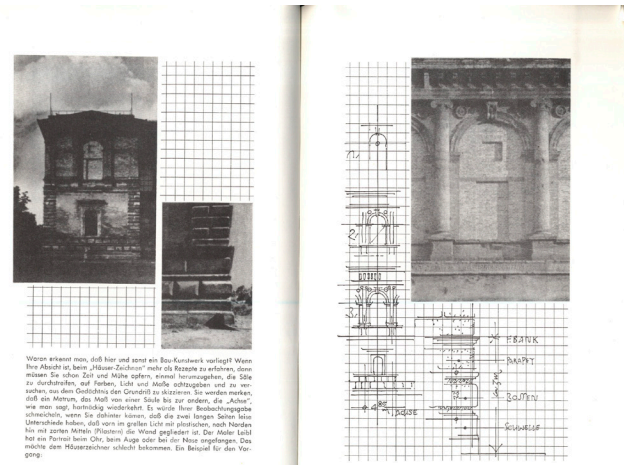 Woran erkennt man, daß hier und sonst ein Bau-Kunstwerk vorliegt? Wenn
Ihre Absicht ist, beim „Häuser-Zeichnen" mehr als Rezepte zu erfahren, dann
müssen Sie schon Zeit und Mühe opfern, einmal herumzugehen, die Säle
zu durchstreifen, auf Farben, Licht und Maße achtzugeben und zu ver-
suchen, aus dem Gedächtnis den Grundriß zu skizzieren. Sie werden merken,
daß ein Metrum, das Maß von einer Säule bis zur andern, die „Achse",
wie man sagt, hartnäckig wiederkehrt. Es würde Ihrer Beobachtungsgabe
schmeicheln, wenn Sie dahinter kämen, daß die zwei langen Seiten leise
Unterschiede haben, daß vorn im grellen Licht mit plastischen, nach Norden
hin mit zarten Mitteln (Pilastern) die Wand gegliedert ist. Der Maler Leibl
hat ein Portrait beim Ohr, beim Auge oder bei der Nase angefangen. Das
möchte dem Häuserzeichner schlecht bekommen. Ein Beispiel für den Vor-
gang:
1.
2.
3.
EBANK
PARAPET
BOSSEN
SCHWELLE